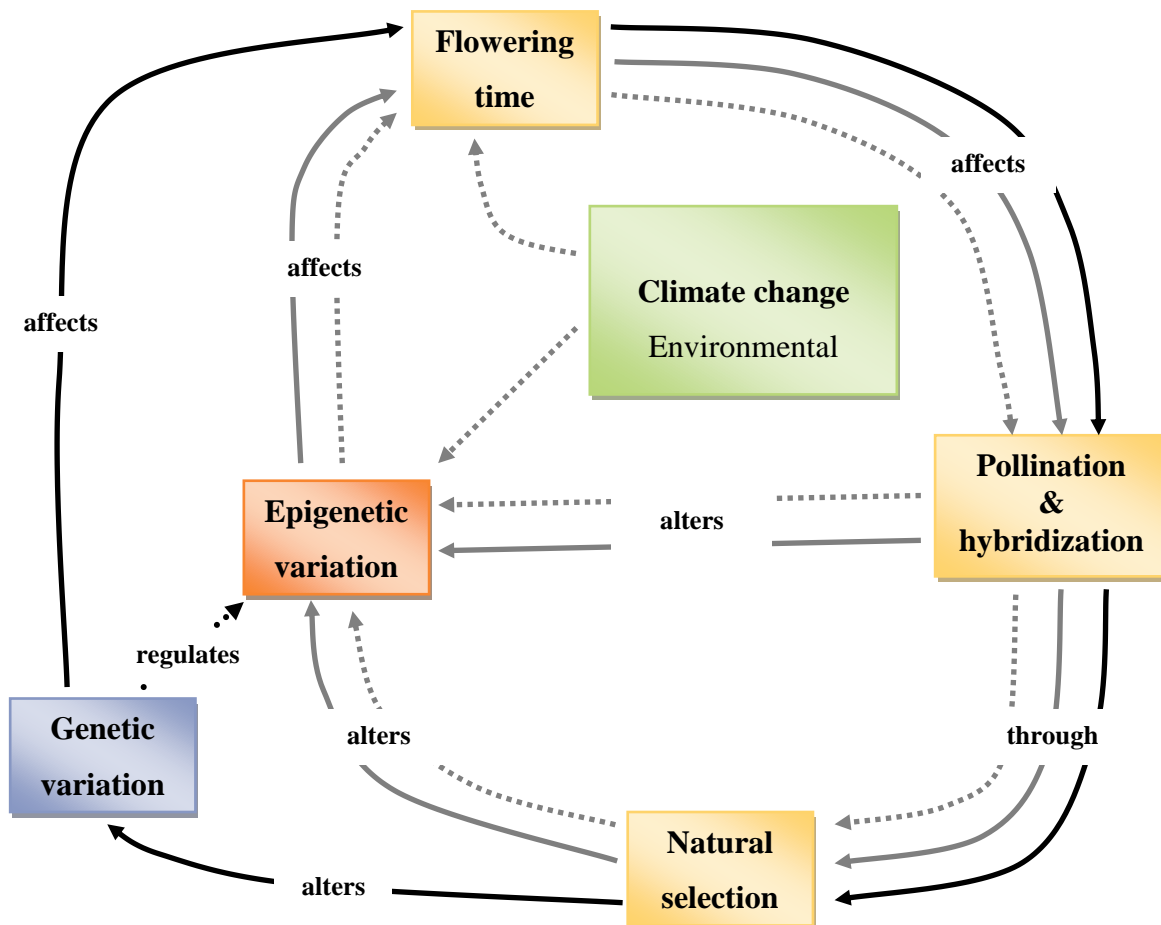 Flowering
time
affects
affects
Climate change
Environmental
affects
Pollination
&
hybridization
Epigenetic
variation
alters
regulates
Genetic
variation
alters
through
Natural
selection
alters